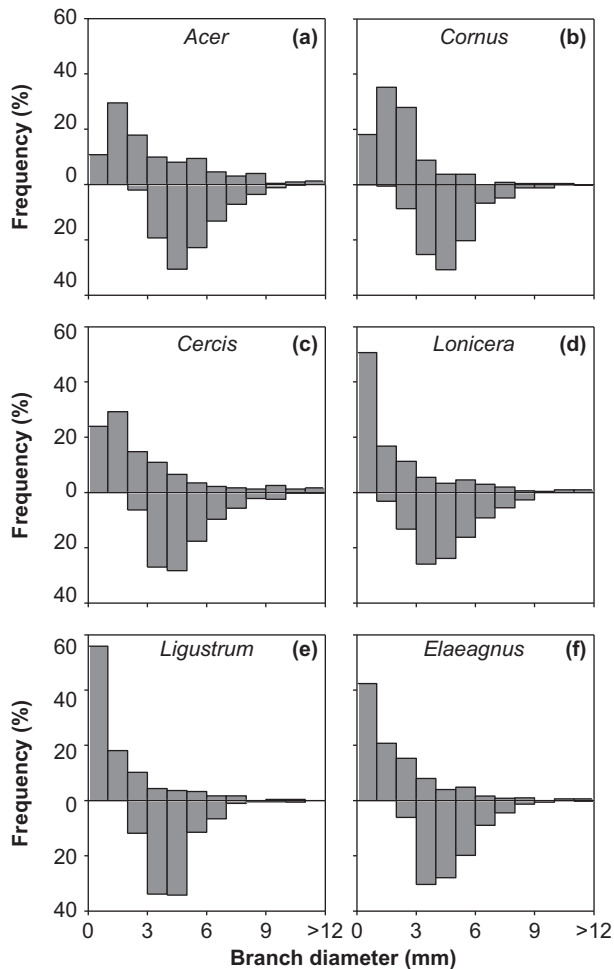 60
40
20
0
20
40
Frequency (%)
Acer (a)
Cornus (b)
60
40
20
0
20
40
Frequency (%)
Cercis (c)
Lonicera (d)
60
40
20
0
20
40
Frequency (%)
Ligustrum (e)
Elaeagnus (f)
0 3 6 9 >12
0 3 6 9 >12
Branch diameter (mm)